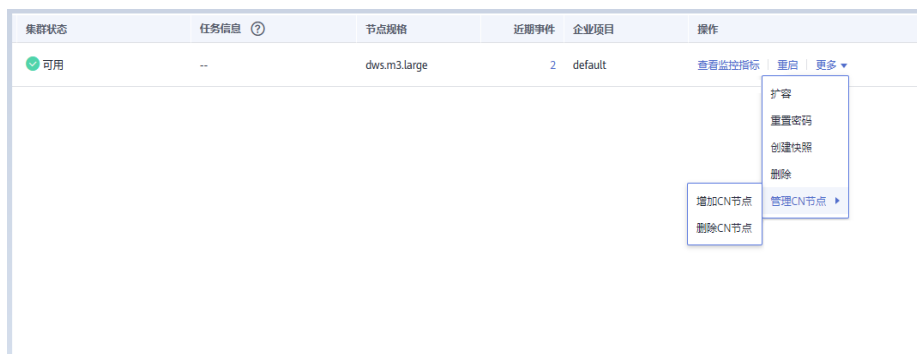 集群状态 任务信息 ? 节点规格 近期事件 企业项目 操作
可用 -- dws.m3.large 2 default 查看监控指标 重启 更多
扩容
重置密码
创建快照
删除
增加CN节点 管理CN节点
删除CN节点